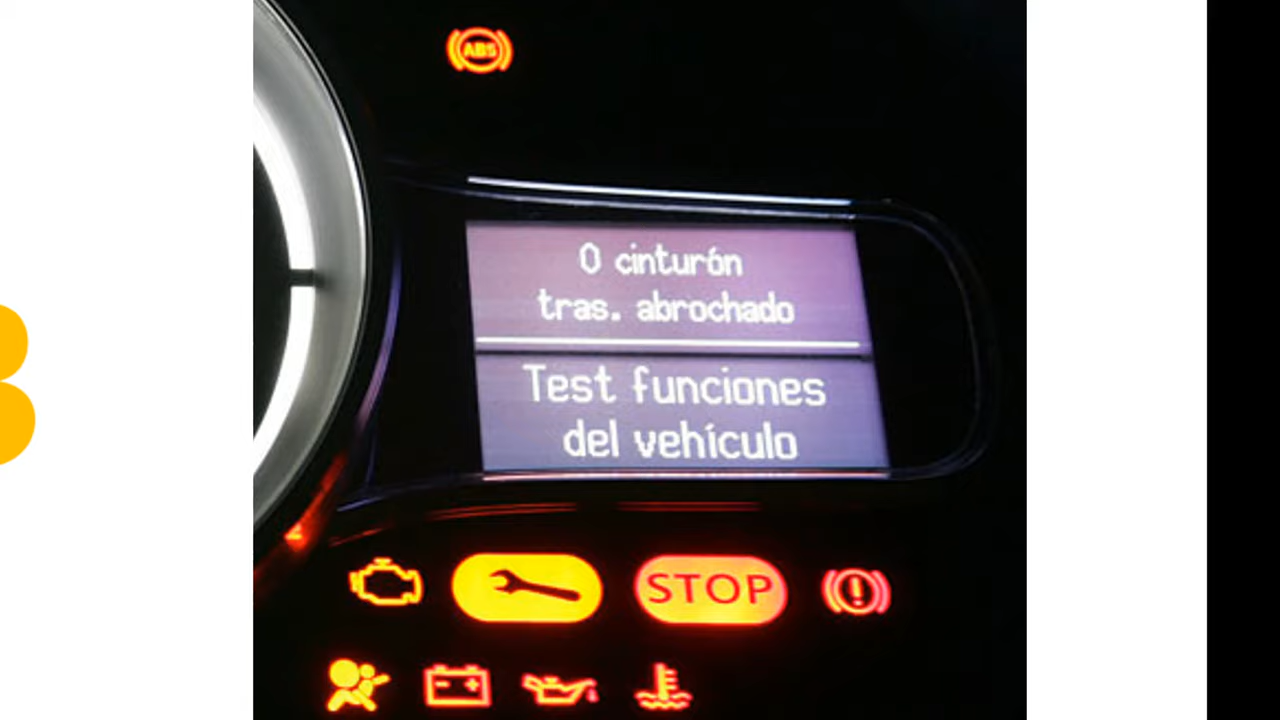 ABS
0 cinturón
tras. abrochado
Test funciones
del vehículo
STOP